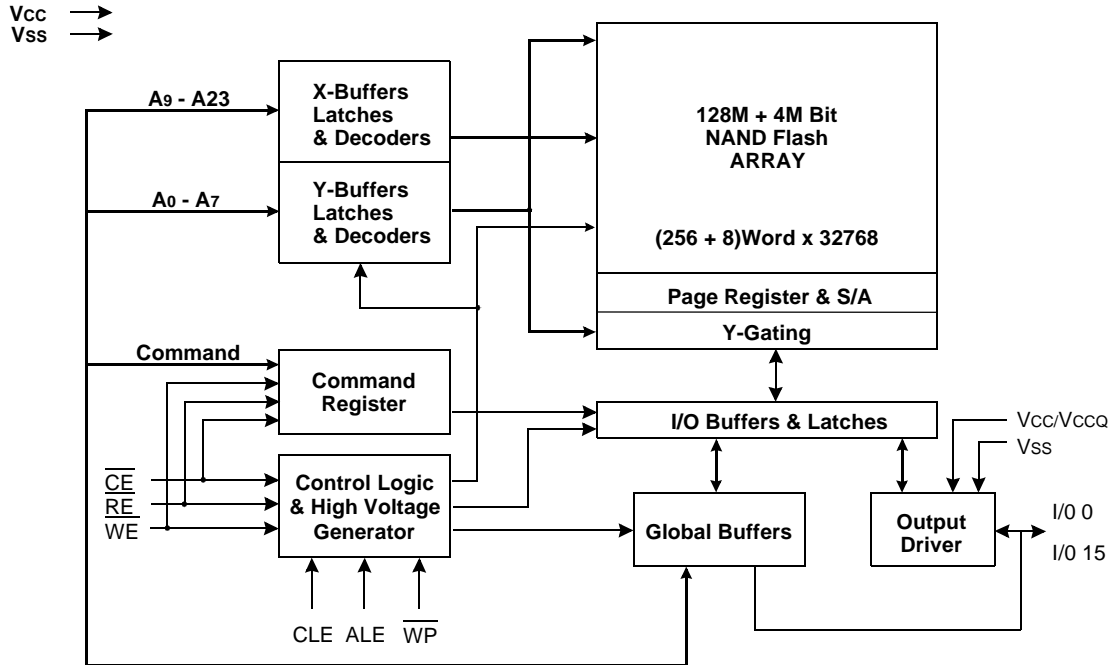 VCC
VSS
A9 - A23
X-Buffers
Latches
& Decoders
A0 - A7
Y-Buffers
Latches
& Decoders
128M + 4M Bit
NAND Flash
ARRAY
(256 + 8)Word x 32768
Page Register & S/A
Y-Gating
Command
Command
Register
I/O Buffers & Latches
VCC/VCCQ
VSS
CE
RE
WE
Control Logic
& High Voltage
Generator
Global Buffers
Output
Driver
I/0 0
I/0 15
CLE
ALE
WP